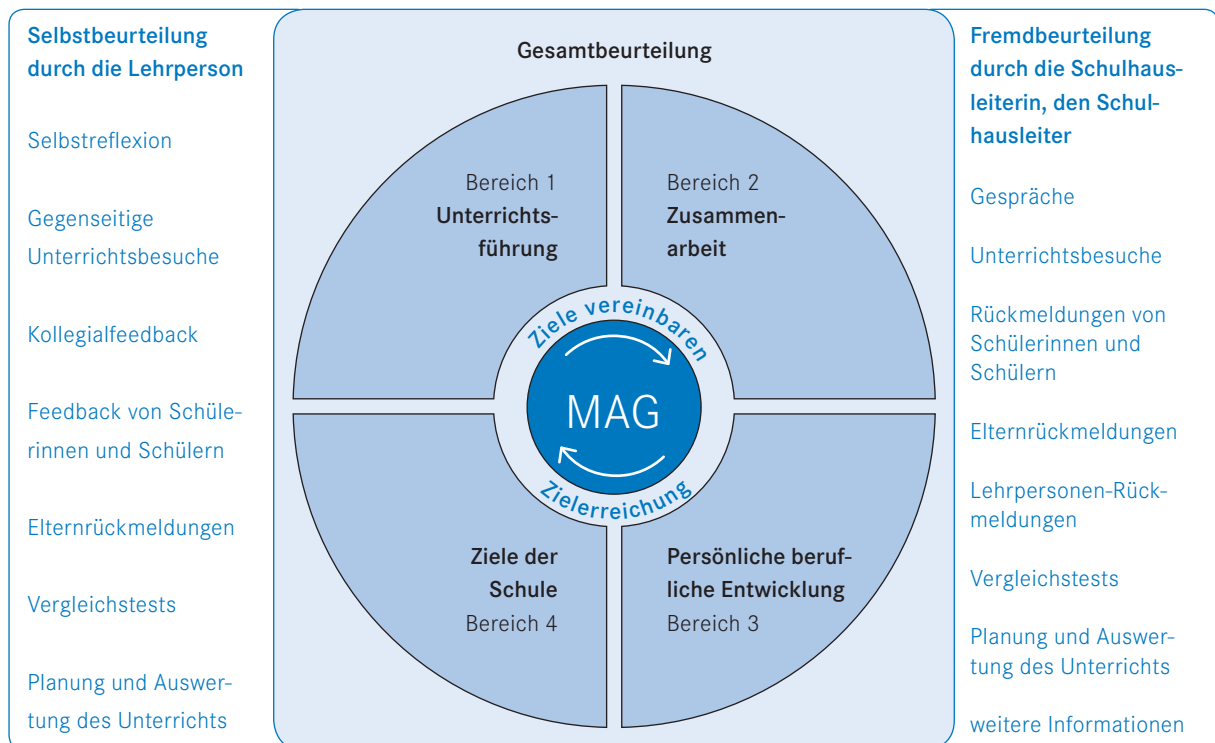 Selbstbeurteilung
durch die Lehrperson
Selbstreflexion
Gegenseitige
Unterrichtsbesuche
Kollegialfeedback
Feedback von Schüle-
rinnen und Schülern
Elternrückmeldungen
Vergleichstests
Planung und Auswer-
tung des Unterrichts
Gesamtbeurteilung
Bereich 1
Unterrichts-
führung
Bereich 2
Zusammen-
arbeit
Ziele vereinbaren
MAG
Zielerreichung
Ziele der
Schule
Bereich 4
Persönliche beruf-
liche Entwicklung
Bereich 3
Fremdbeurteilung
durch die Schulhaus-
leiterin, den Schul-
hausleiter
Gespräche
Unterrichtsbesuche
Rückmeldungen von
Schülerinnen und
Schülern
Elternrückmeldungen
Lehrpersonen-Rück-
meldungen
Vergleichstests
Planung und Auswer-
tung des Unterrichts
weitere Informationen